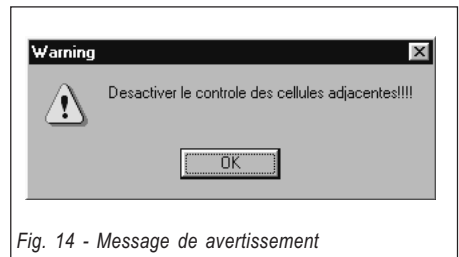 Warning
Desactiver le controle des cellules adjacentes!!!!
OK
Fig. 14 - Message de avertissement